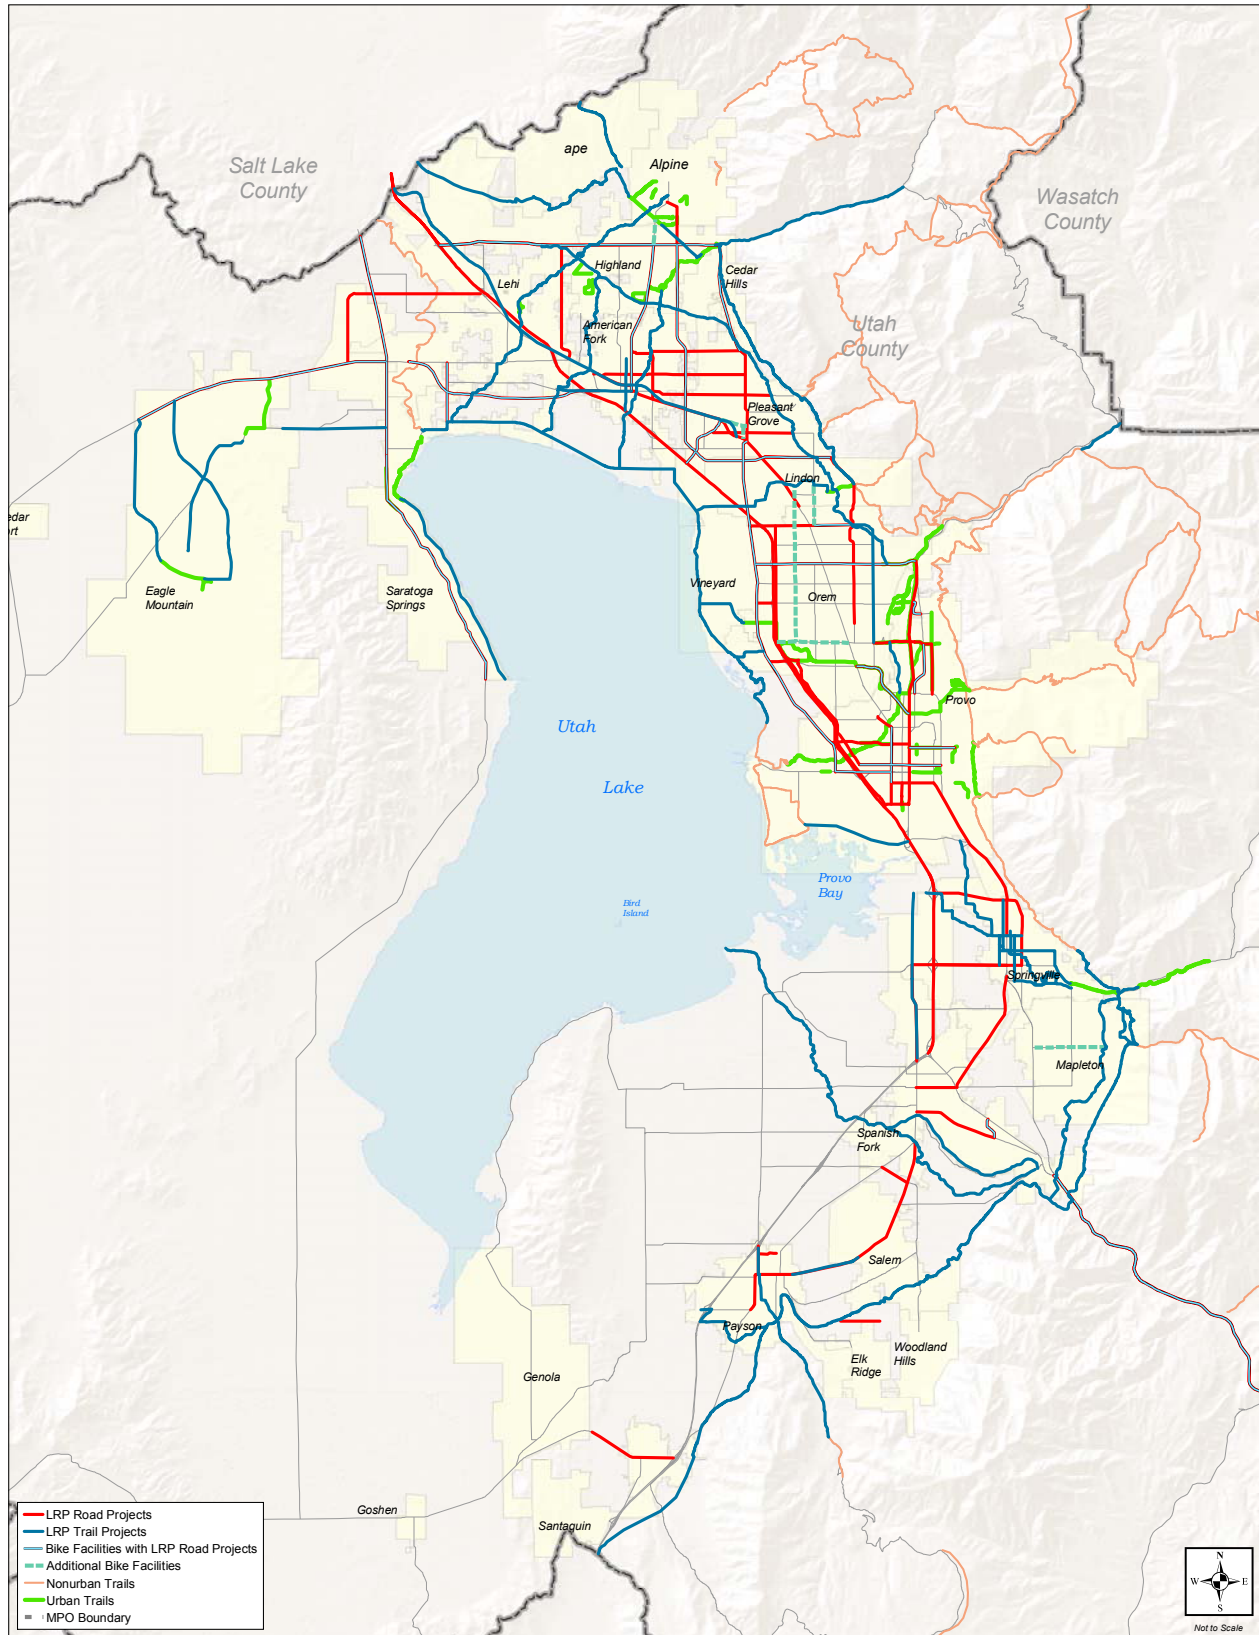 ape
Alpine
Salt Lake
County
Wasatch
County
Highland
Cedar
Hills
Lehi
American
Fork
Utah
County
Pleasant
Grove
Lindon
edar
rt
Eagle
Mountain
Saratoga
Springs
Vineyard
Orem
Provo
Utah
Lake
Provo
Bay
Bird
Island
Springville
Mapleton
Spanish
Fork
Salem
Payson
Woodland
Hills
Elk
Ridge
Genola
Goshen
Santaquin
LRP Road Projects
LRP Trail Projects
Bike Facilities with LRP Road Projects
Additional Bike Facilities
Nonurban Trails
Urban Trails
MPO Boundary
N
W E
S
Not to Scale